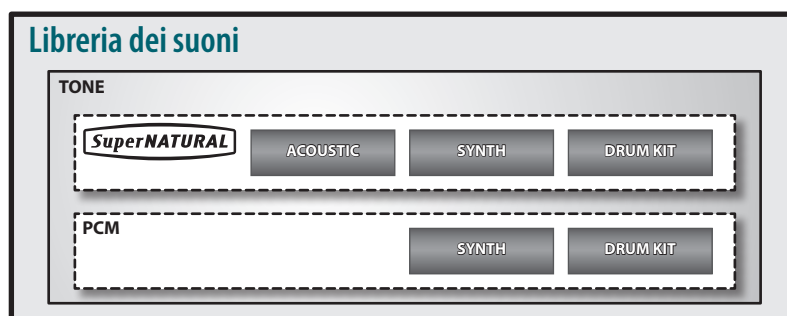 Libreria dei suoni
TONE
SuperNATURAL ACOUSTIC SYNTH DRUM KIT
PCM
SYNTH DRUM KIT